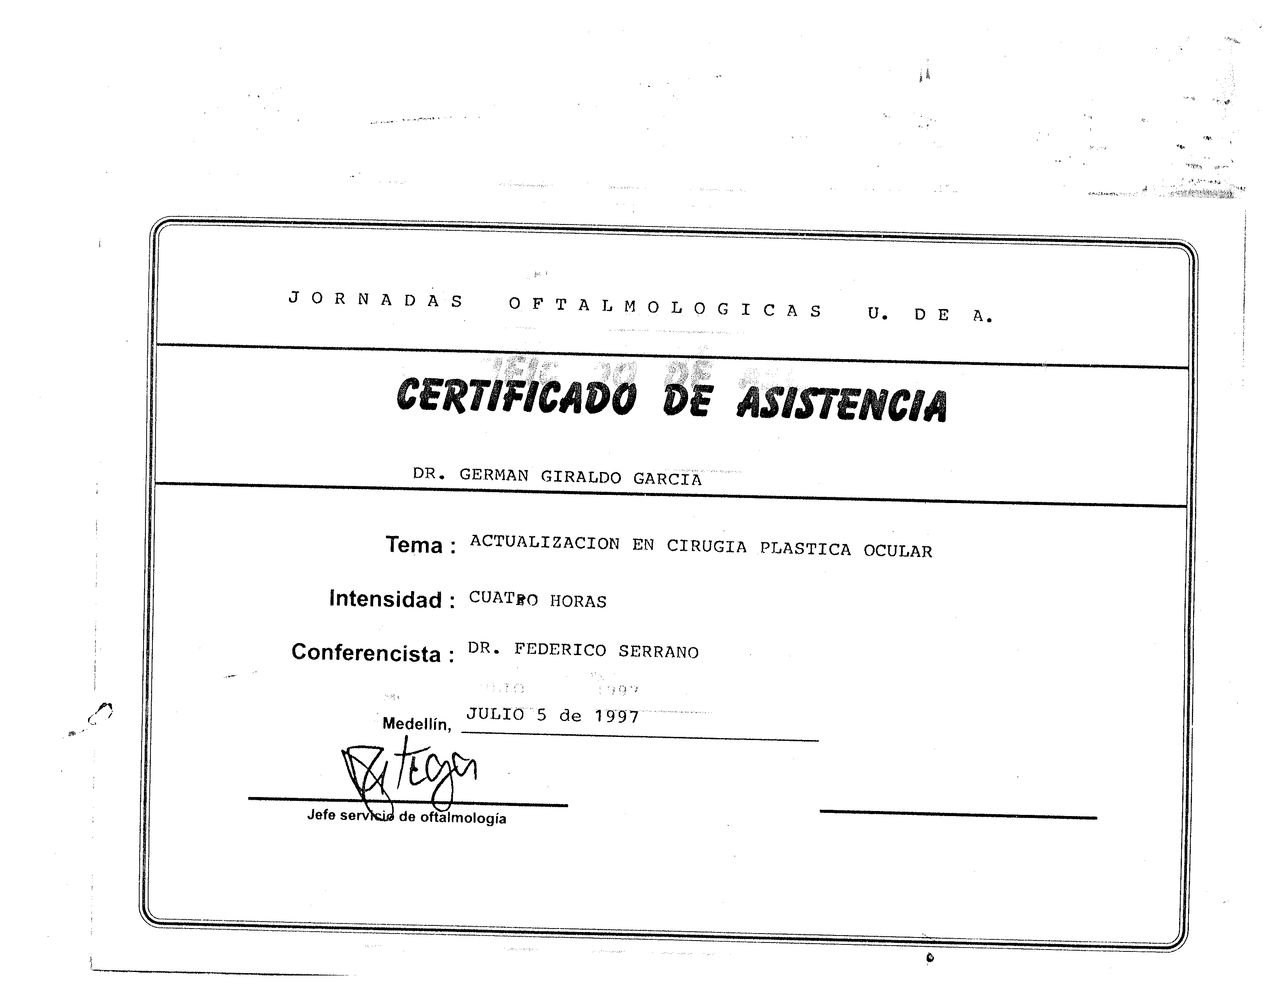 JORNADAS OFTALMOLOGICAS U. DE A.
CERTIFICADO DE ASISTENCIA
DR. GERMAN GIRALDO GARCIA
Tema : ACTUALIZACION EN CIRUGIA PLASTICA OCULAR
Intensidad : CUATRO HORAS
Conferencista : DR. FEDERICO SERRANO
Medellín, JULIO 5 de 1997
Jefe servicio de oftalmología